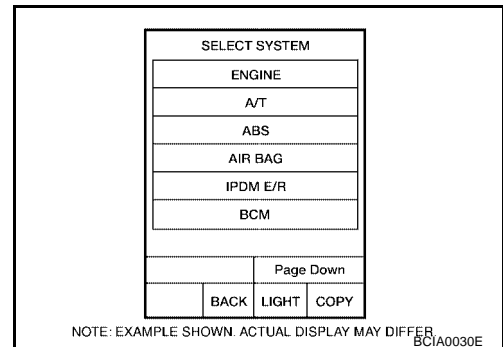 SELECT SYSTEM
ENGINE
A/T
ABS
AIR BAG
IPDM E/R
BCM
Page Down
BACK LIGHT COPY
NOTE: EXAMPLE SHOWN. ACTUAL DISPLAY MAY DIFFER.
BCIA0030E